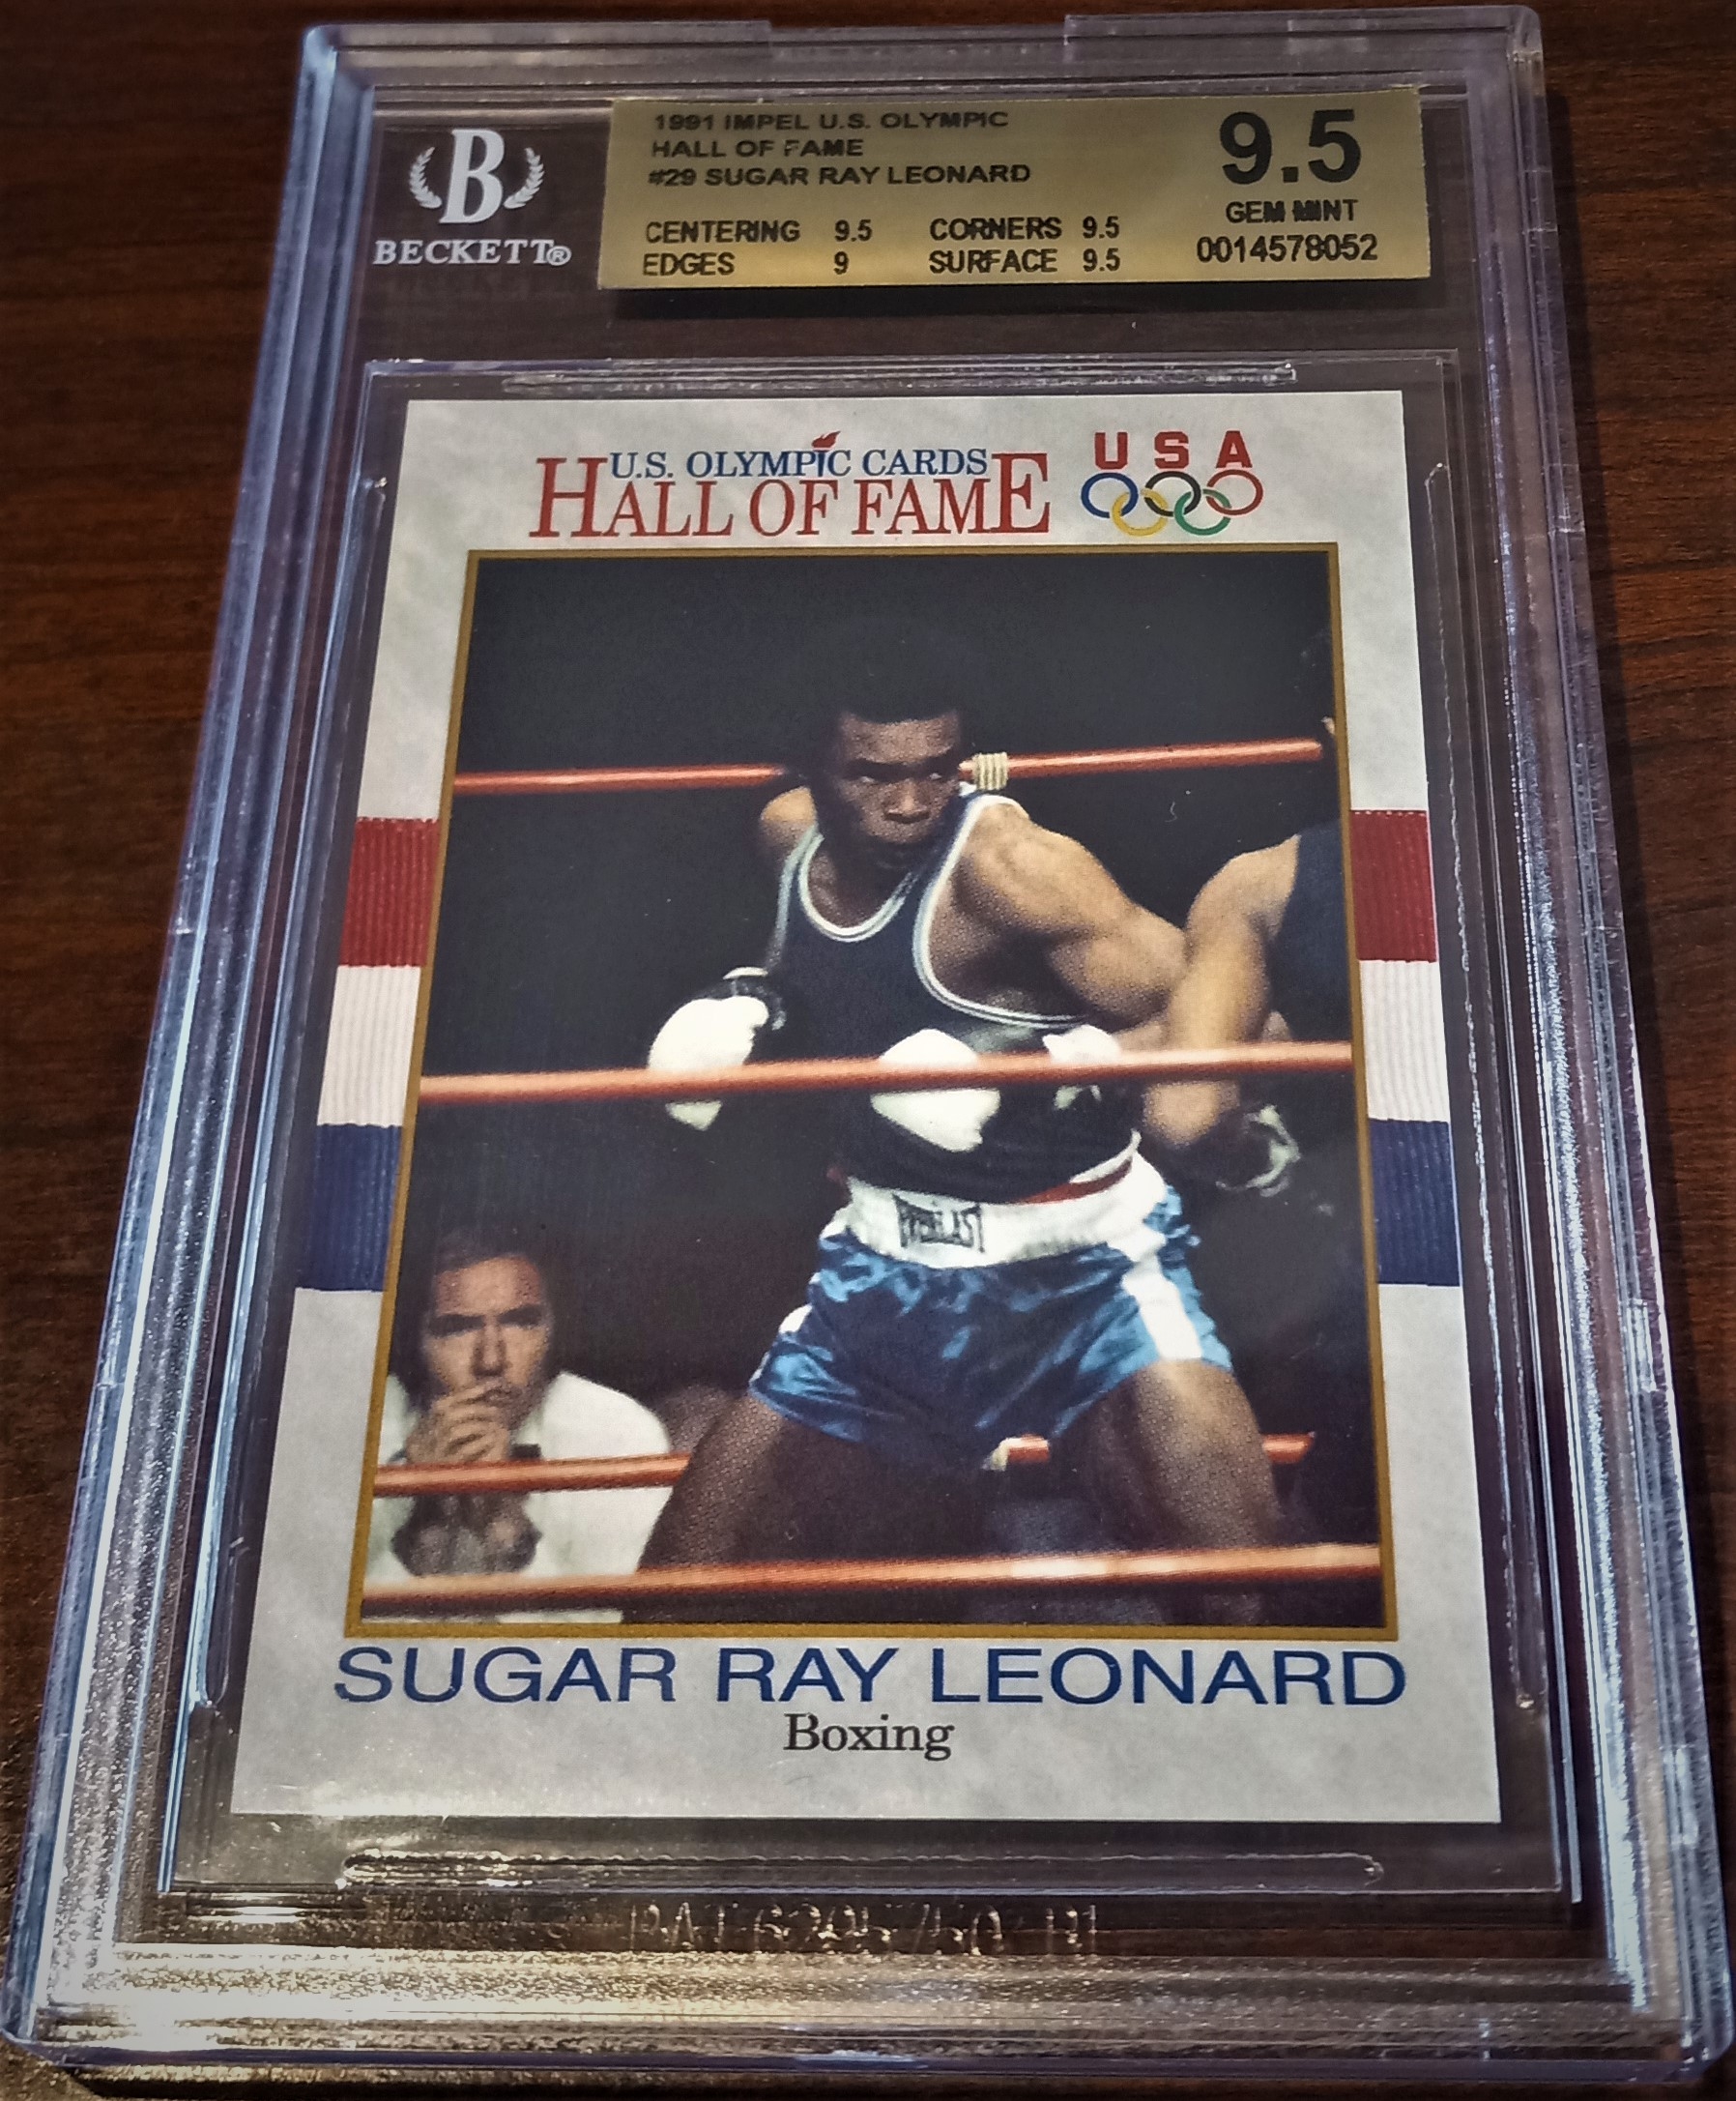 B
BECKETT®
1991 IMPEL U.S. OLYMPIC
HALL OF FAME
#29 SUGAR RAY LEONARD
CENTERING 9.5 CORNERS 9.5
EDGES 9 SURFACE 9.5
9.5
GEM MINT
0014578052
U.S. OLYMPIC CARDS
HALL OF FAME
USA
EVERLAST
SUGAR RAY LEONARD
Boxing